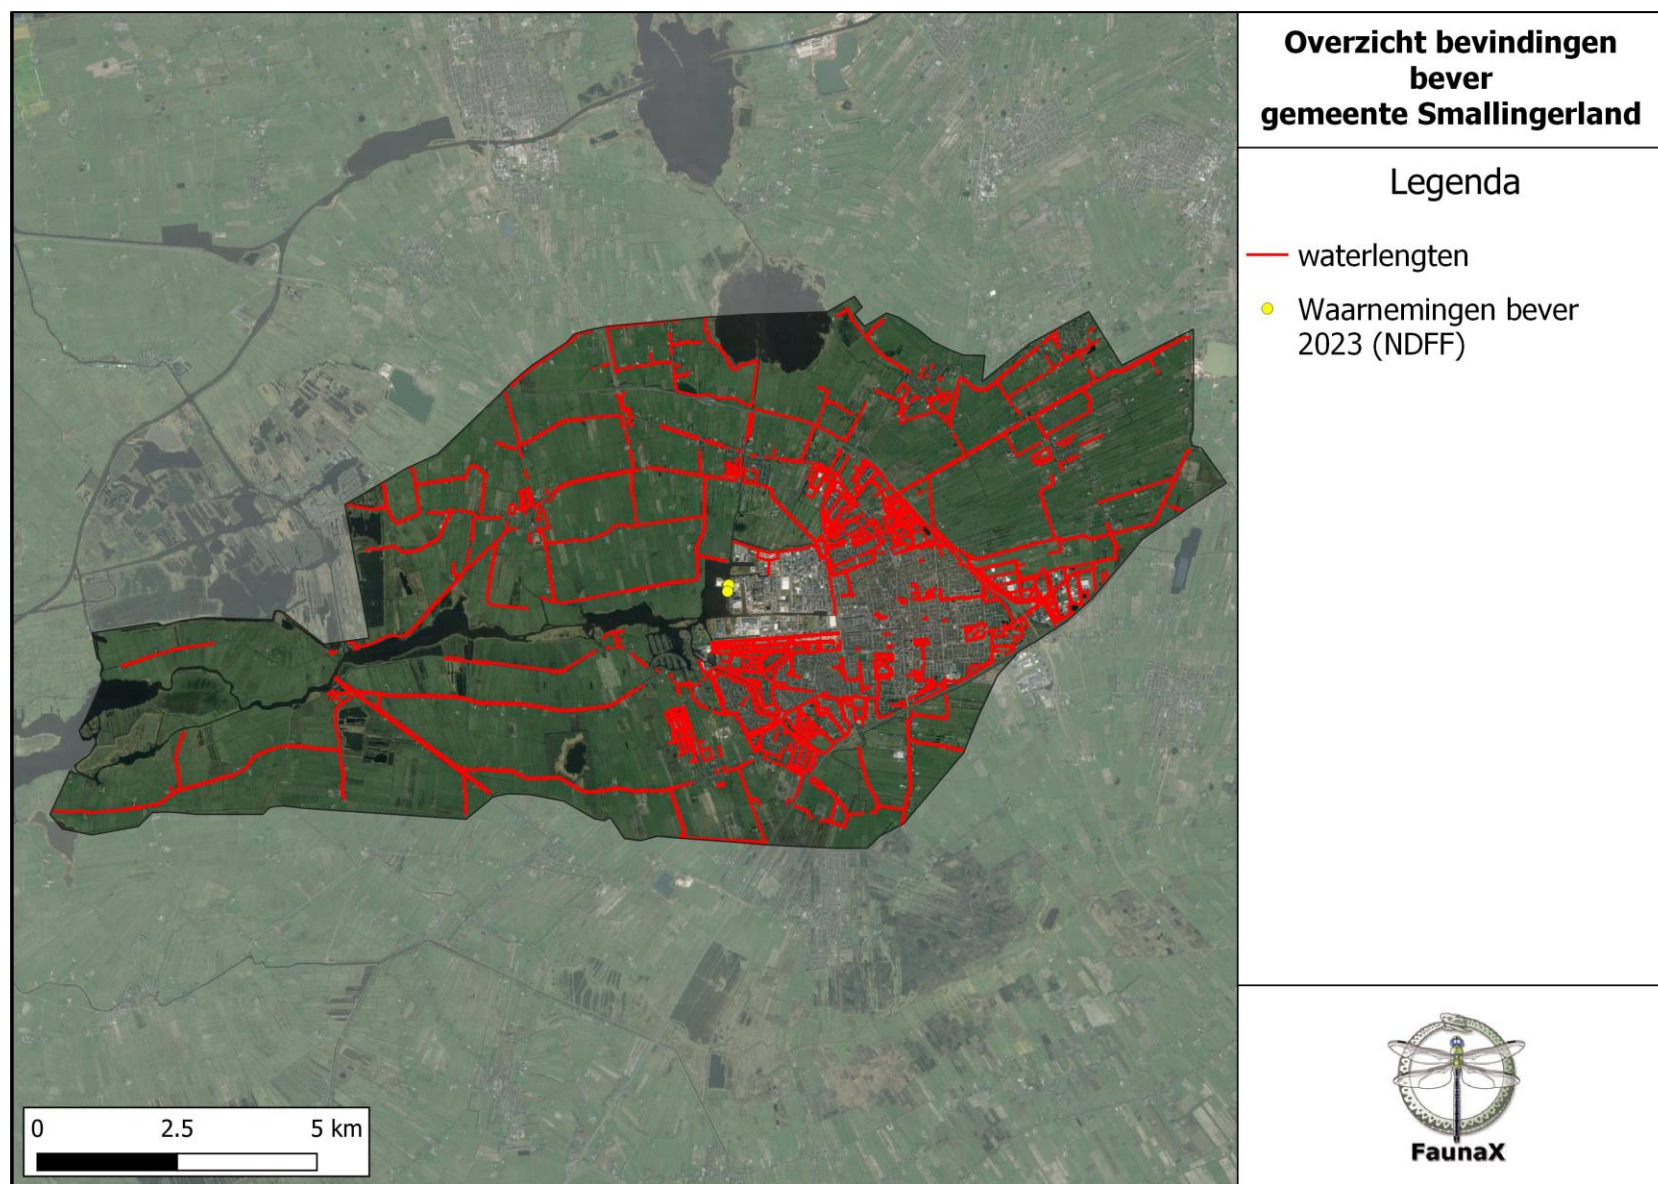 Overzicht bevindingen
bever
gemeente Smallingerland
Legenda
waterlengten
Waarnemingen bever
2023 (NDFF)
0 2.5 5 km
FaunaX